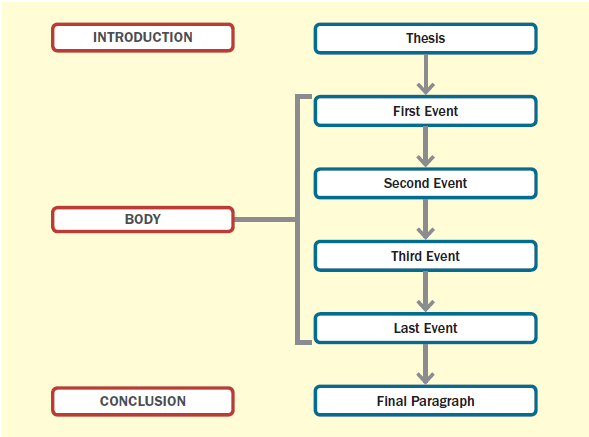 INTRODUCTION
Thesis
First Event
Second Event
BODY
Third Event
Last Event
CONCLUSION
Final Paragraph